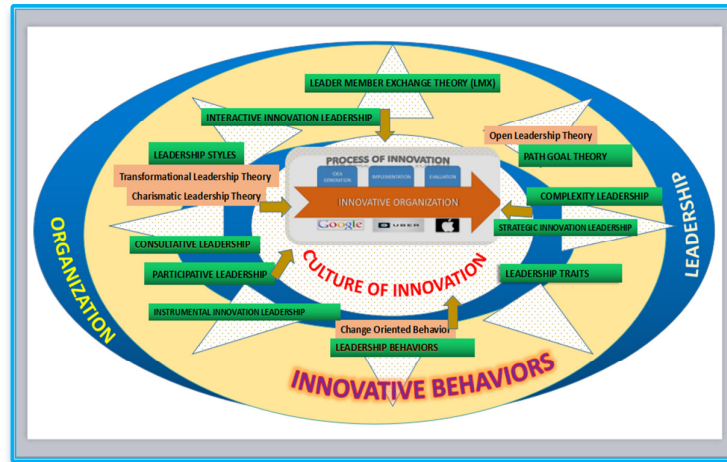 LEADER MEMBER EXCHANGE THEORY (LMX)
INTERACTIVE INNOVATION LEADERSHIP
Open Leadership Theory
LEADERSHIP STYLES
PATH GOAL THEORY
PROCESS OF INNOVATION
Transformational Leadership Theory
IDEA GENERATION
IMPLEMENTATION
EVALUATION
Charismatic Leadership Theory
COMPLEXITY LEADERSHIP
INNOVATIVE ORGANIZATION
Google
UBER
STRATEGIC INNOVATION LEADERSHIP
CONSULTATIVE LEADERSHIP
PARTICIPATIVE LEADERSHIP
LEADERSHIP TRAITS
CULTURE OF INNOVATION
INSTRUMENTAL INNOVATION LEADERSHIP
Change Oriented Behavior
LEADERSHIP BEHAVIORS
INNOVATIVE BEHAVIORS
ORGANIZATION
LEADERSHIP